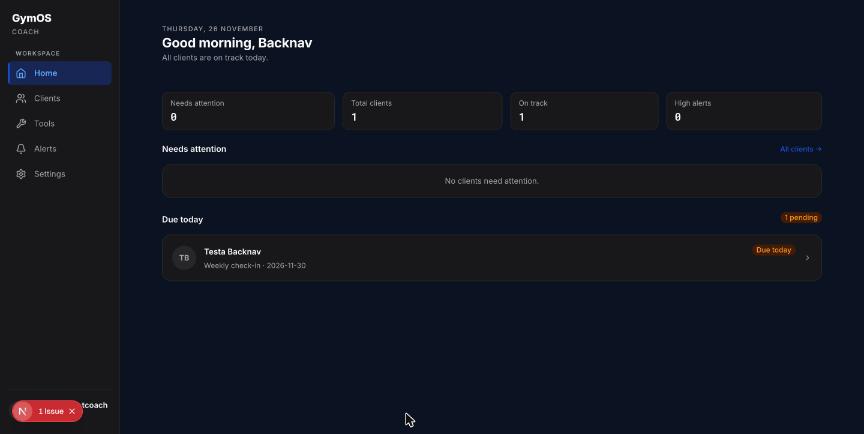 GymOS
COACH
WORKSPACE
Home
Clients
Tools
Alerts
Settings
tcoach
N 1 Issue
THURSDAY, 26 NOVEMBER
Good morning, Backnav
All clients are on track today.
Needs attention
0
Total clients
1
On track
1
High alerts
0
Needs attention
All clients →
No clients need attention.
Due today
1 pending
TB
Testa Backnav
Weekly check-in · 2026-11-30
Due today